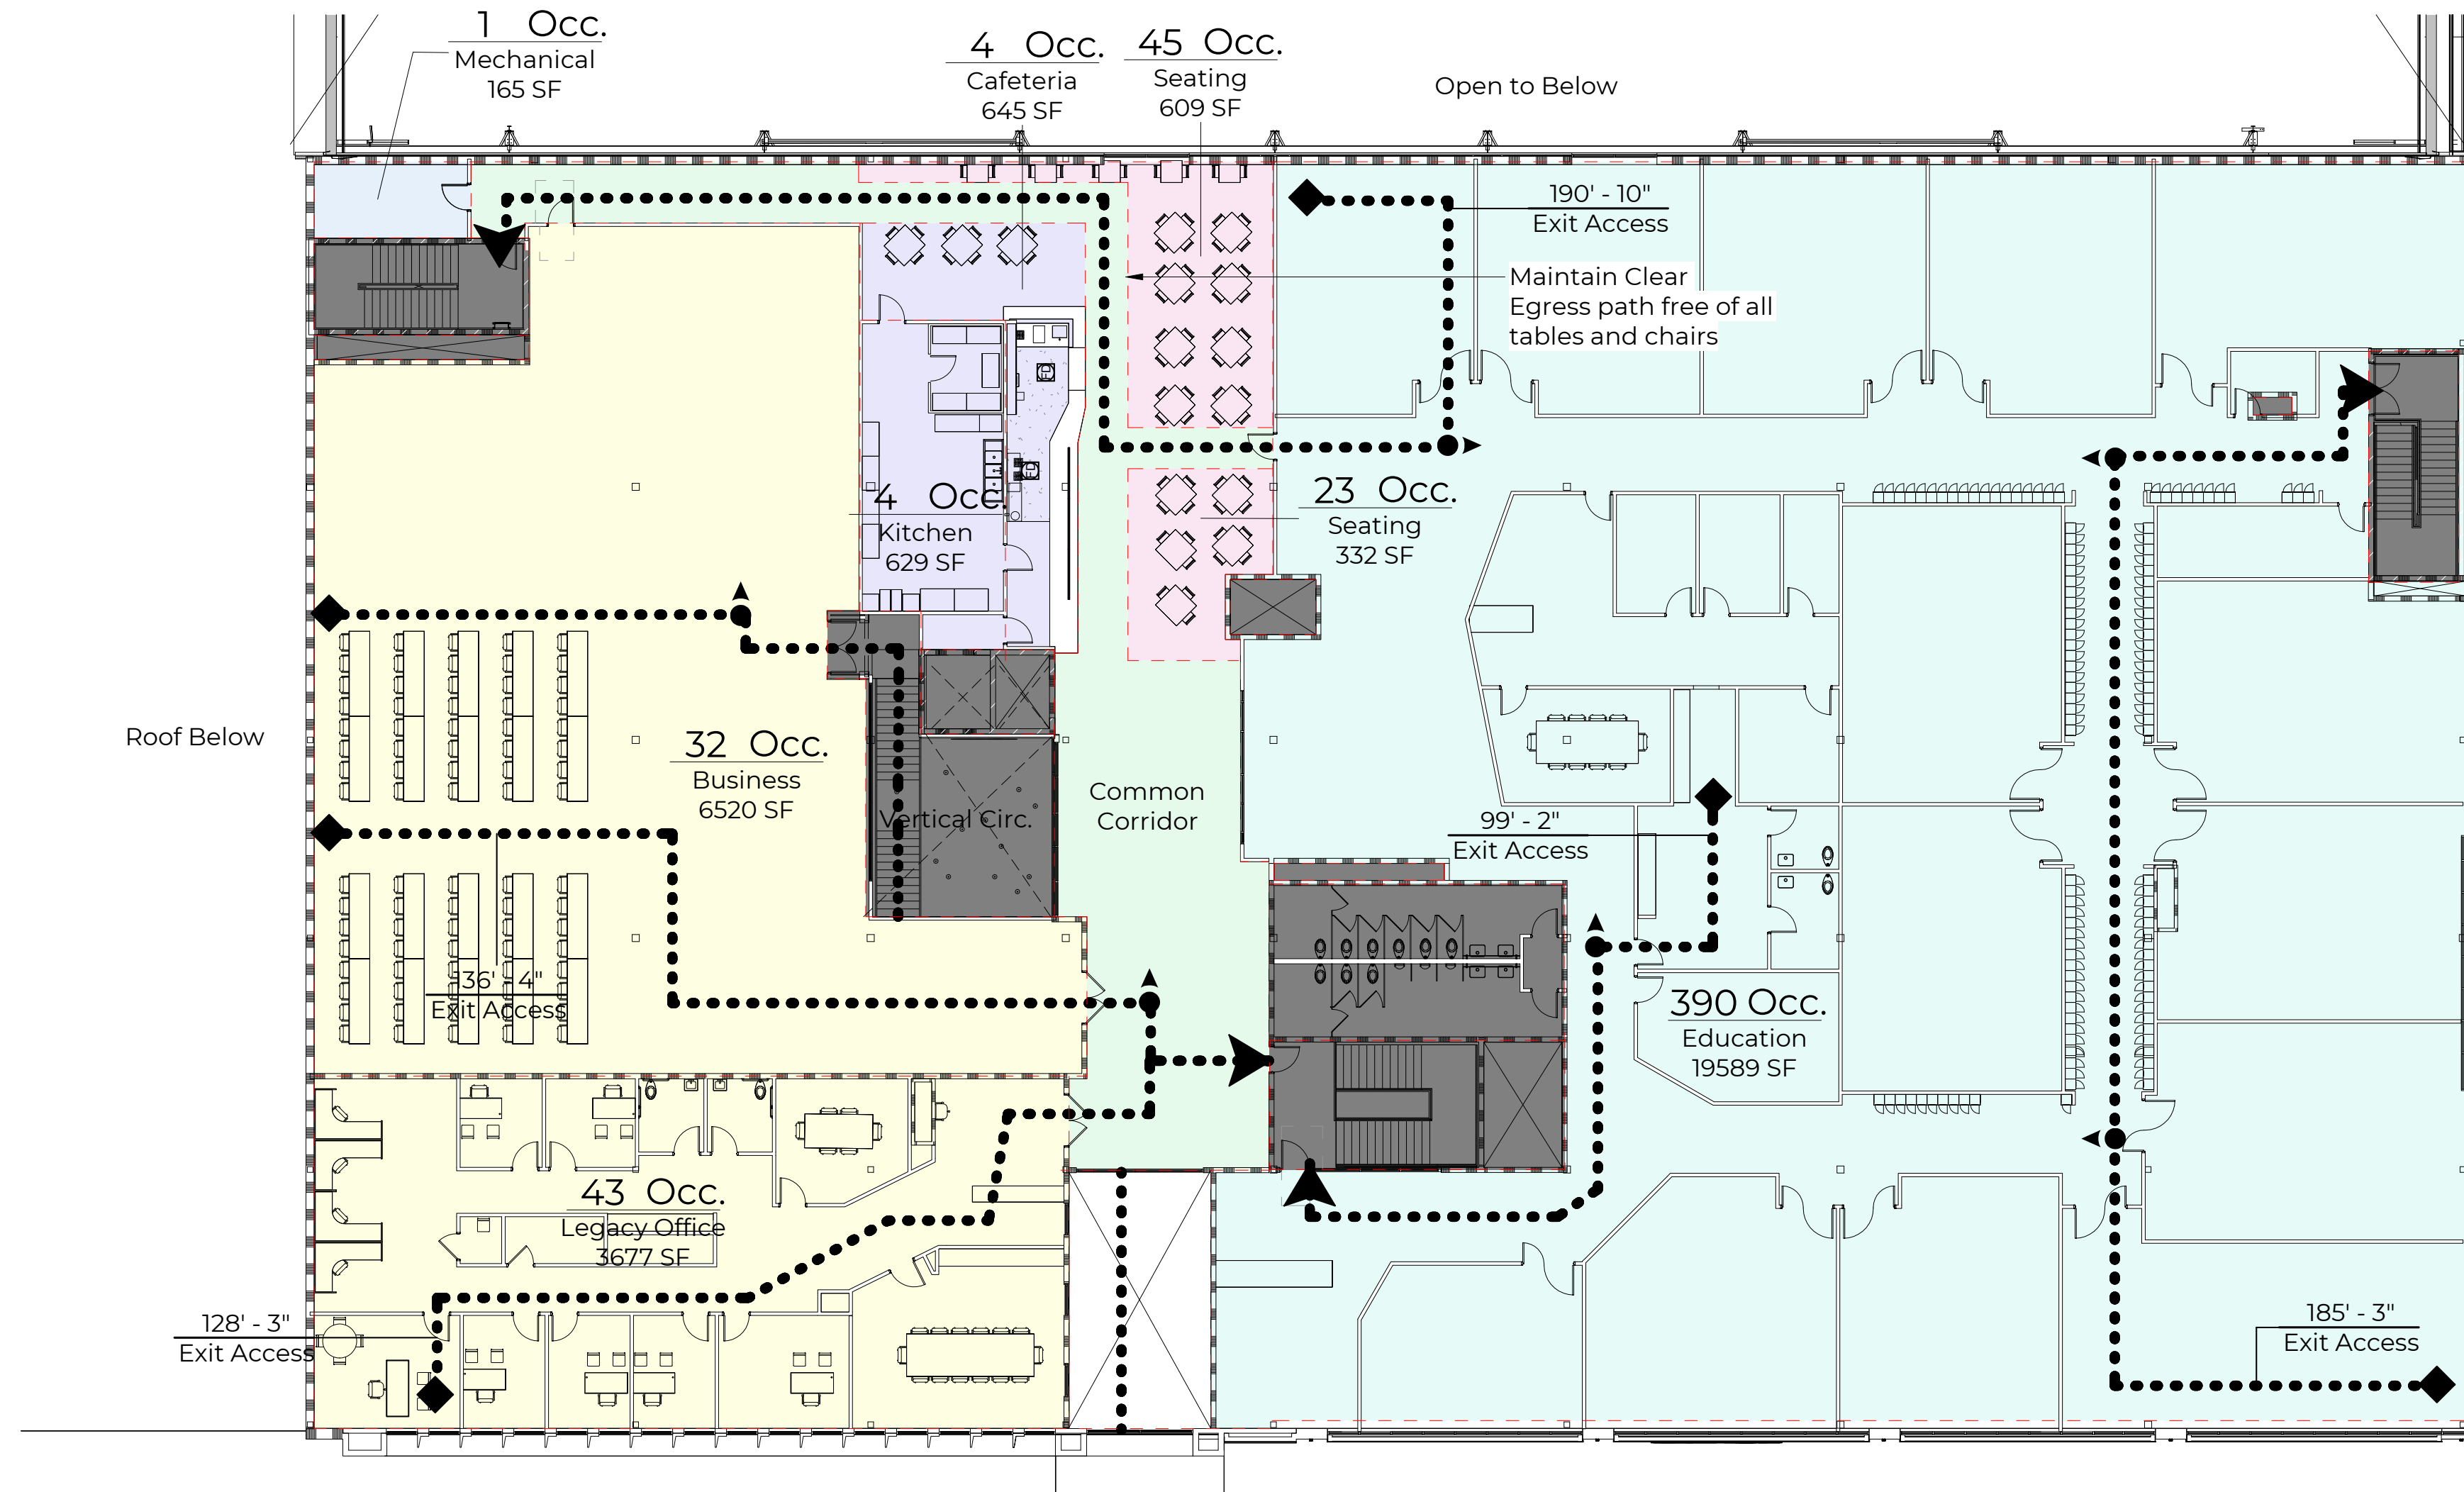 1 Occ.
Mechanical
165 SF
4 Occ.
Cafeteria
645 SF
45 Occ.
Seating
609 SF
Open to Below
190' - 10"
Exit Access
Maintain Clear
Egress path free of all
tables and chairs
4 Occ.
Kitchen
629 SF
23 Occ.
Seating
332 SF
Roof Below
32 Occ.
Business
6520 SF
Vertical Circ.
Common
Corridor
99' - 2"
Exit Access
136' - 4"
Exit Access
390 Occ.
Education
19589 SF
43 Occ.
Legacy Office
3677 SF
128' - 3"
Exit Access
185' - 3"
Exit Access
FD
FD